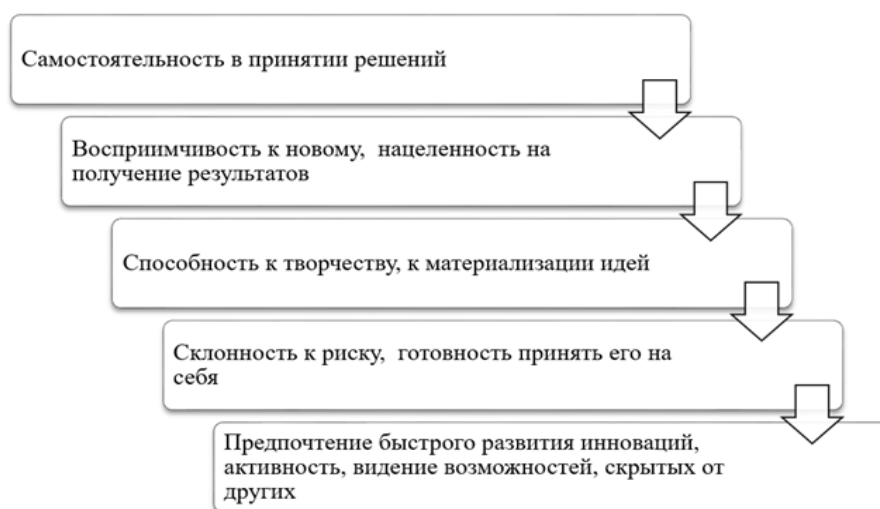 Самостоятельность в принятии решений
Восприимчивость к новому, нацеленность на
получение результатов
Способность к творчеству, к материализации идей
Склонность к риску, готовность принять его на
себя
Предпочтение быстрого развития инноваций,
активность, видение возможностей, скрытых от
других